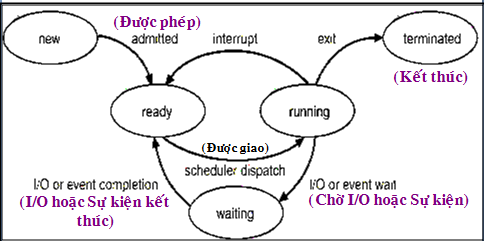 (Được phép)
new
admitted
interrupt
exit
terminated
(Kết thúc)
ready
running
(Được giao)
scheduler dispatch
I/O or event completion
(I/O hoặc Sự kiện kết
thúc)
I/O or event wait
(Chờ I/O hoặc Sự kiện)
waiting